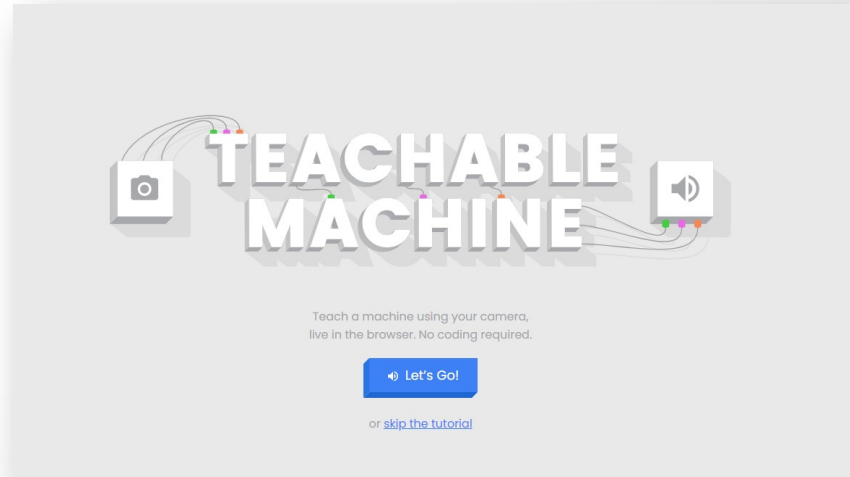 TEACHABLE
MACHINE
Teach a machine using your camera,
live in the browser. No coding required.
Let's Go!
or skip the tutorial